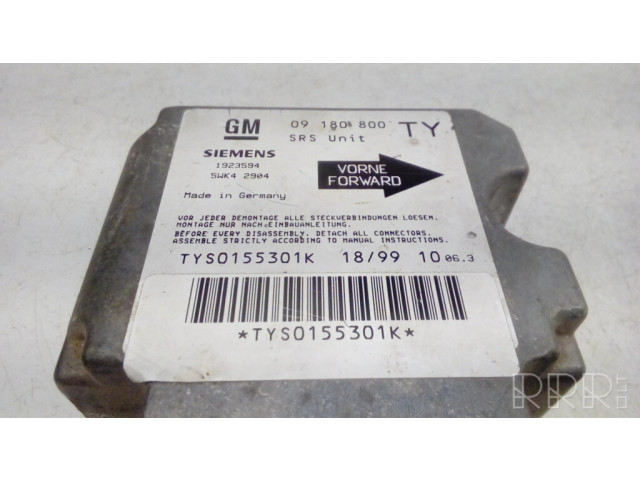 GM 09 180 800 TY
SRS Unit
SIEMENS
1923594
5WK4 2904
VORNE
FORWARD
Made in Germany
VOR JEDER DEMONTAGE ALLE STECKVERBINDUNGEN LOESEN.
MONTAGE NUR NACH EINBAUANLEITUNG.
BEFORE EVERY DISASSEMBLY, DETACH ALL CONNECTORS.
ASSEMBLE STRICTLY ACCORDING TO MANUAL INSTRUCTIONS.
TYS0155301K 18/99 10 06.3
*TYS0155301K*
RRR.LT